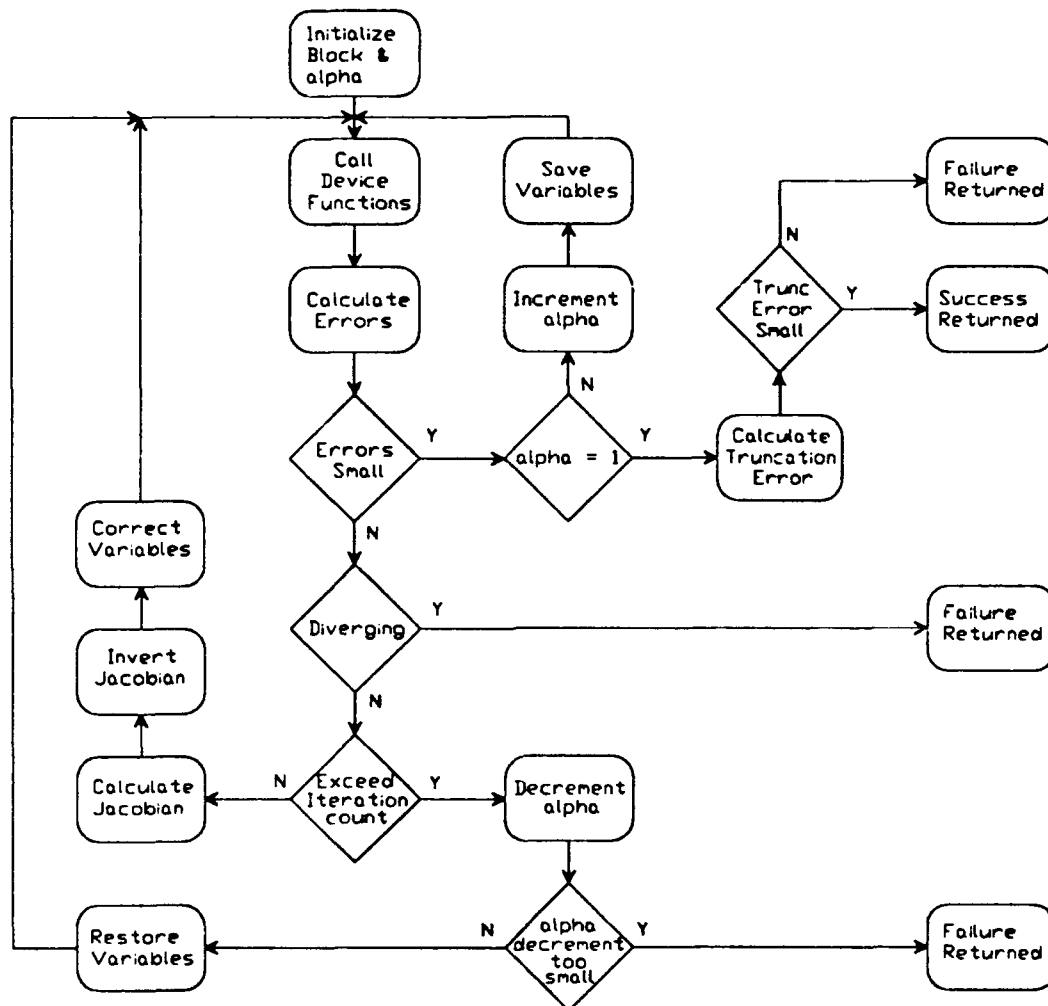 Initialize
Block &
alpha
Call
Device
Functions
Save
Variables
Failure
Returned
N
Calculate
Errors
Increment
alpha
Trunc
Error
Small
Y
Success
Returned
N
Errors
Small
Y
alpha = 1
Y
Calculate
Truncation
Error
N
Correct
Variables
Diverging
Y
Failure
Returned
Invert
Jacobian
N
Calculate
Jacobian
N
Exceed
Iteration
count
Y
Decrement
alpha
Restore
Variables
N
alpha
decrement
too
small
Y
Failure
Returned